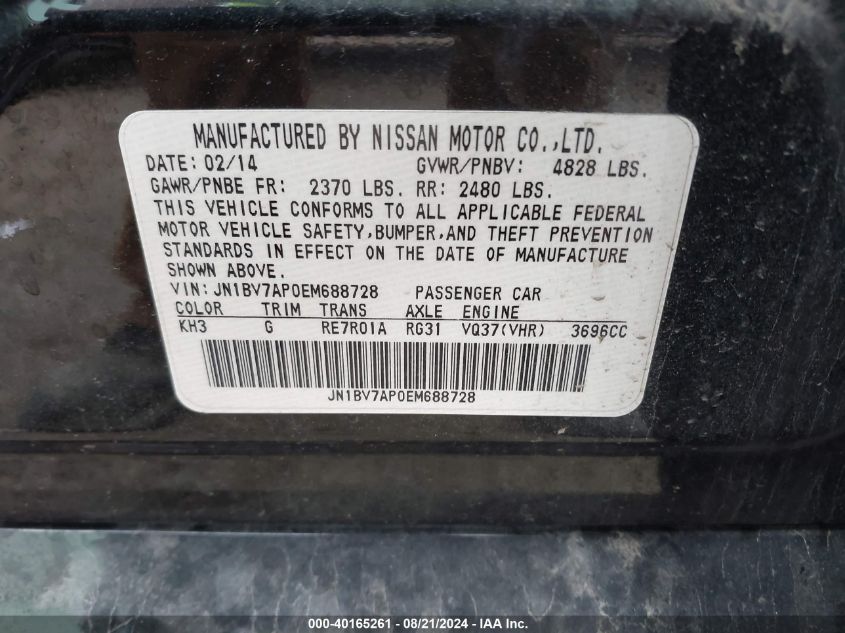 MANUFACTURED BY NISSAN MOTOR CO.,LTD.
DATE: 02/14 GVWR/PNBV: 4828 LBS.
GAWR/PNBE FR: 2370 LBS. RR: 2480 LBS.
THIS VEHICLE CONFORMS TO ALL APPLICABLE FEDERAL
MOTOR VEHICLE SAFETY,BUMPER,AND THEFT PREVENTION
STANDARDS IN EFFECT ON THE DATE OF MANUFACTURE
SHOWN ABOVE.
VIN: JN1BV7AP0EM688728 PASSENGER CAR
COLOR TRIM TRANS AXLE ENGINE
KH3 G RE7R01A RG31 VQ37(VHR) 3696CC
JN1BV7AP0EM688728
000-40165261 - 08/21/2024 - IAA Inc.